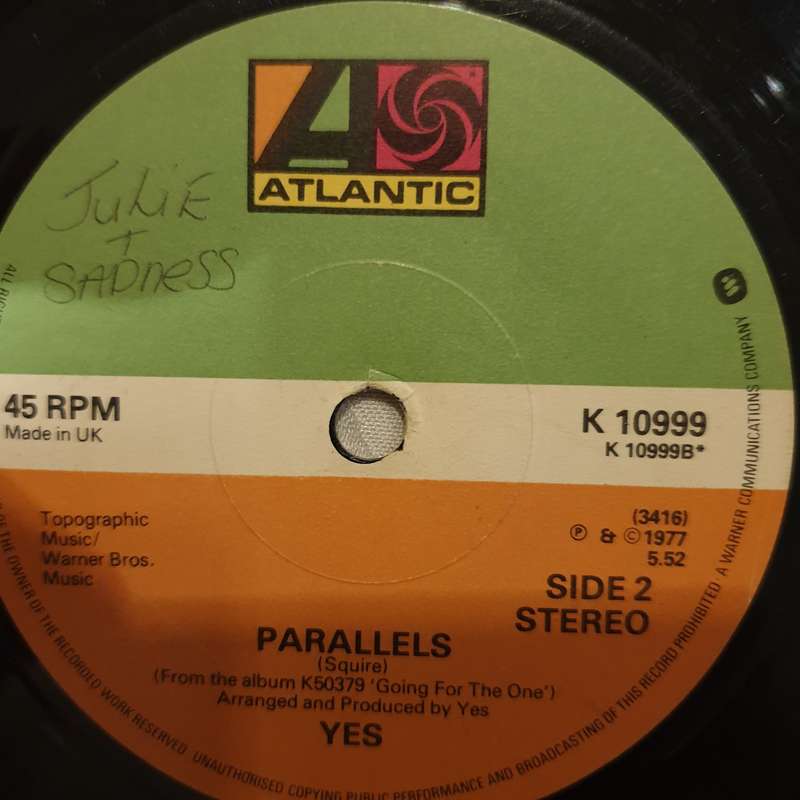 ATLANTIC
JULIE
+
SADNESS
45 RPM
Made in UK
K 10999
K 10999B*
Topographic
Music/
Warner Bros.
Music
(3416)
Ⓟ & ©1977
5.52
SIDE 2
STEREO
PARALLELS
(Squire)
(From the album K50379 'Going For The One')
Arranged and Produced by Yes
YES
OF THE OWNER OF THE RECORDED WORK RESERVED UNAUTHORISED COPYING PUBLIC PERFORMANCE AND BROADCASTING OF THIS RECORD PROHIBITED · A WARNER COMMUNICATIONS COMPANY